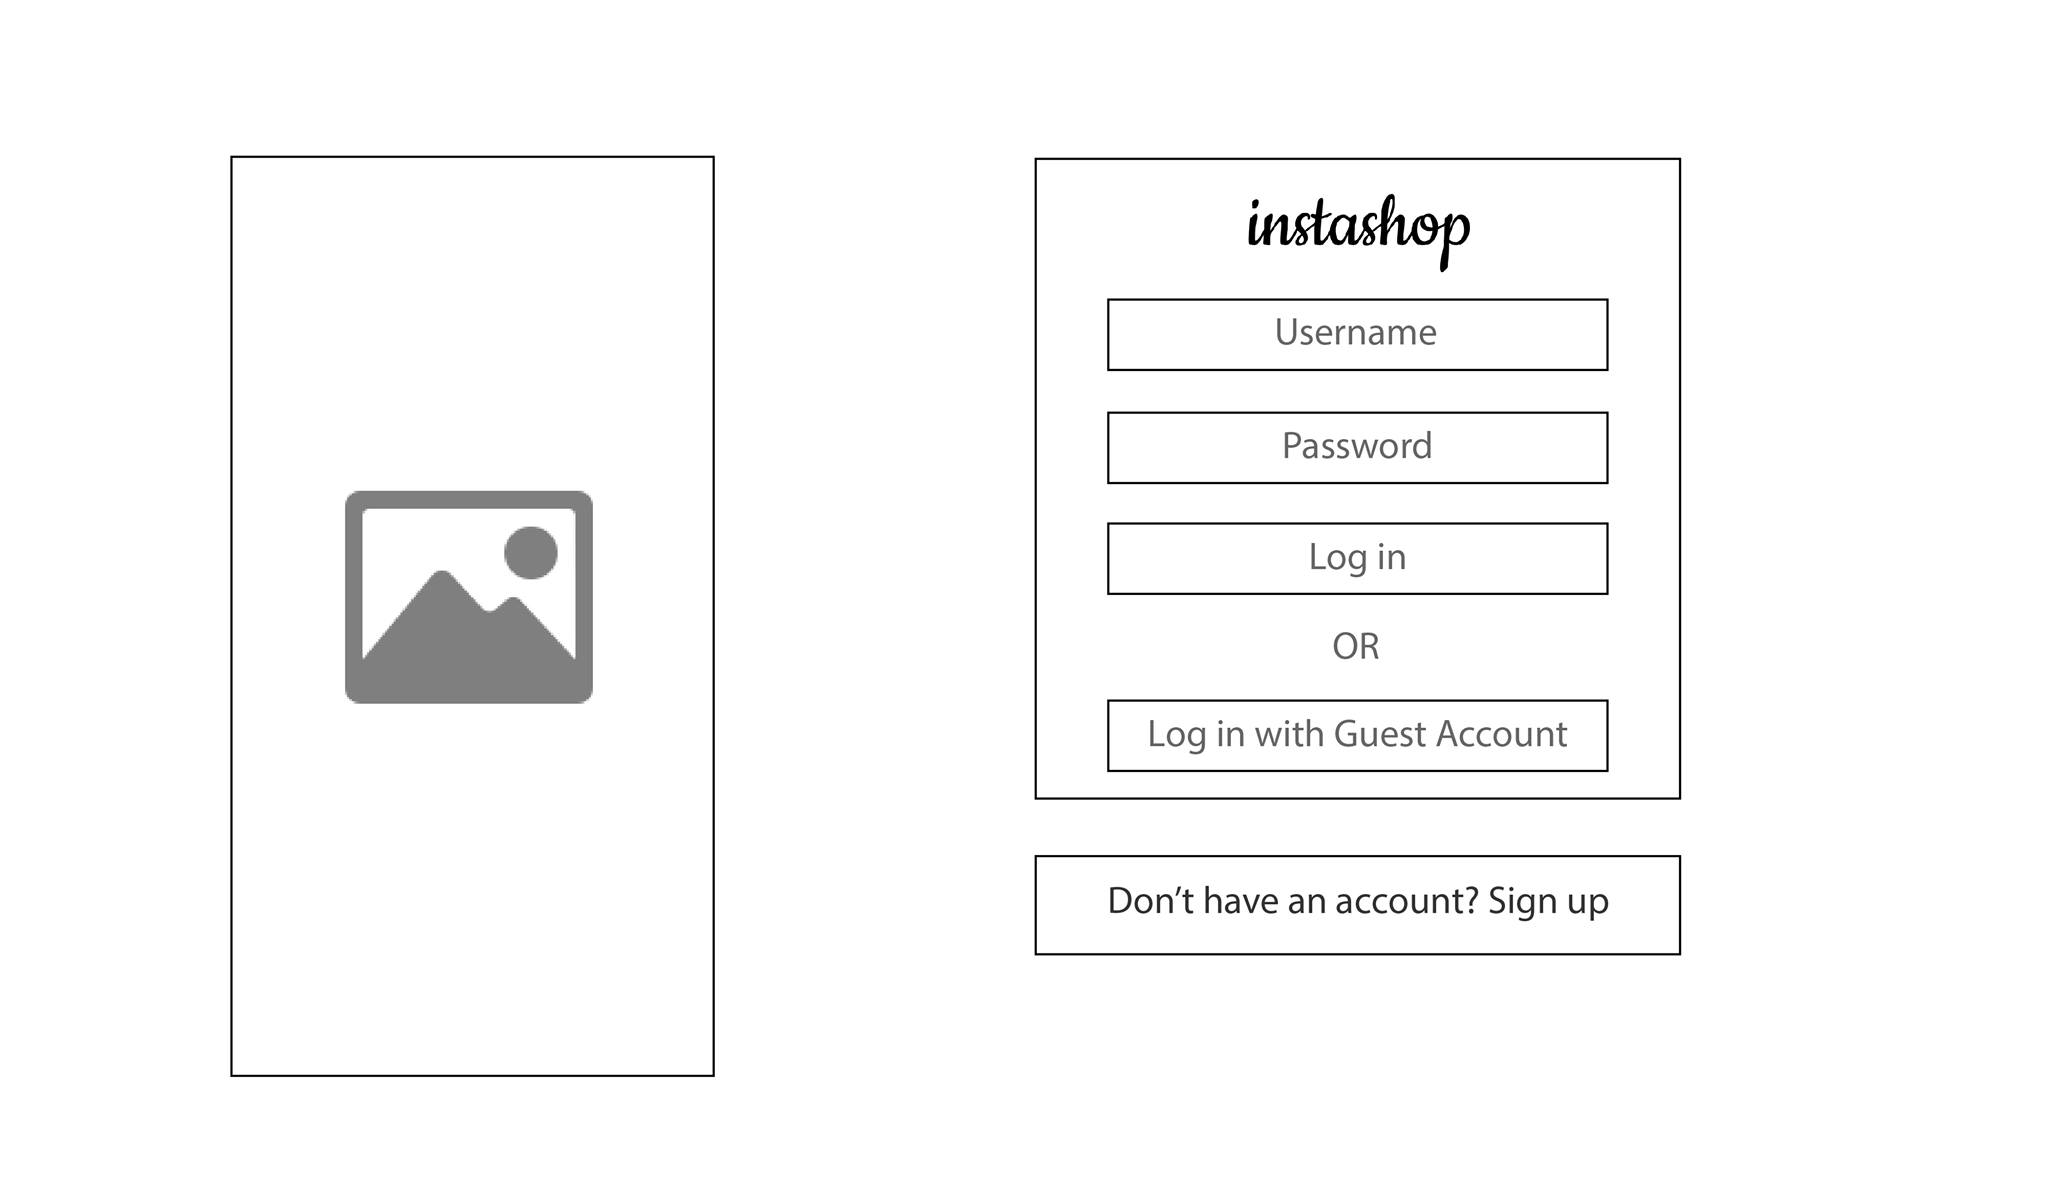 instashop
Username
Password
Log in
OR
Log in with Guest Account
Don’t have an account? Sign up